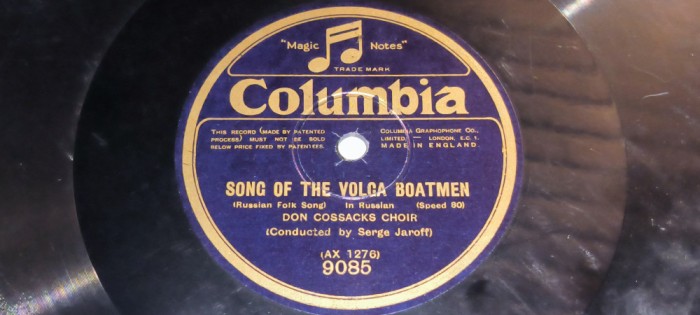 "Magic Notes"
TRADE MARK
Columbia
THIS RECORD (MADE BY PATENTED
PROCESS) MUST NOT BE SOLD
BELOW PRICE FIXED BY PATENTEES.
COLUMBIA GRAPHOPHONE CO.,
LIMITED. — LONDON, E.C.1.
MADE IN ENGLAND.
SONG OF THE VOLGA BOATMEN
(Russian Folk Song) In Russian (Speed 80)
DON COSSACKS CHOIR
(Conducted by Serge Jaroff)
(AX 1276)
9085